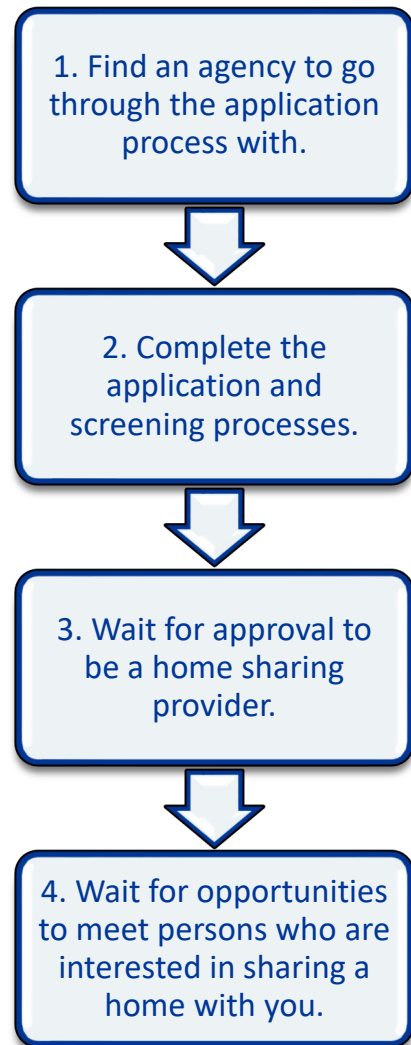 1. Find an agency to go
through the application
process with.
2. Complete the
application and
screening processes.
3. Wait for approval to
be a home sharing
provider.
4. Wait for opportunities
to meet persons who are
interested in sharing a
home with you.